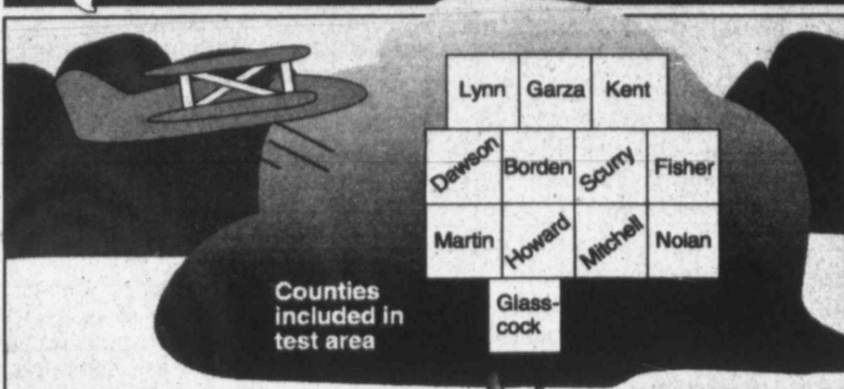 Lynn Garza Kent
Dawson Borden Scurry Fisher
Martin Howard Mitchell Nolan
Glass-
cock
Counties
included in
test area